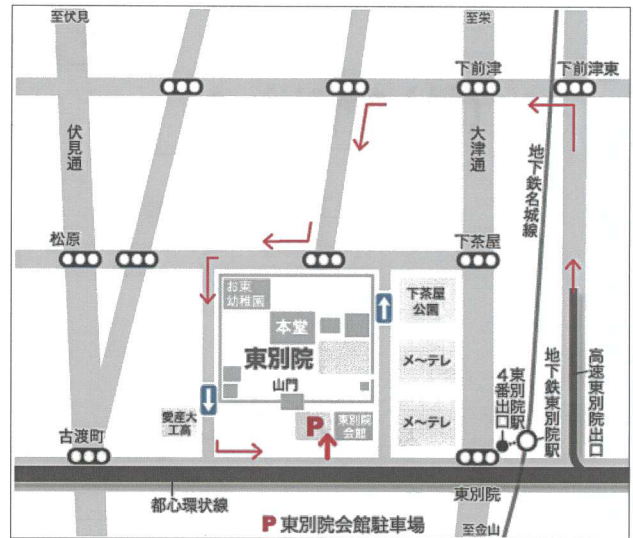 至伏見
至栄
下前津
下前津東
伏見通
大津通
地下鉄名城線
松原
下茶屋
お東
幼稚園
本堂
東別院
山門
下茶屋
公園
メ〜テレ
メ〜テレ
愛産大
工高
P
東別院
会館
東別院駅
4番出口
地下鉄東別院駅
高速東別院出口
古渡町
東別院
都心環状線
P 東別院会館駐車場
至金山